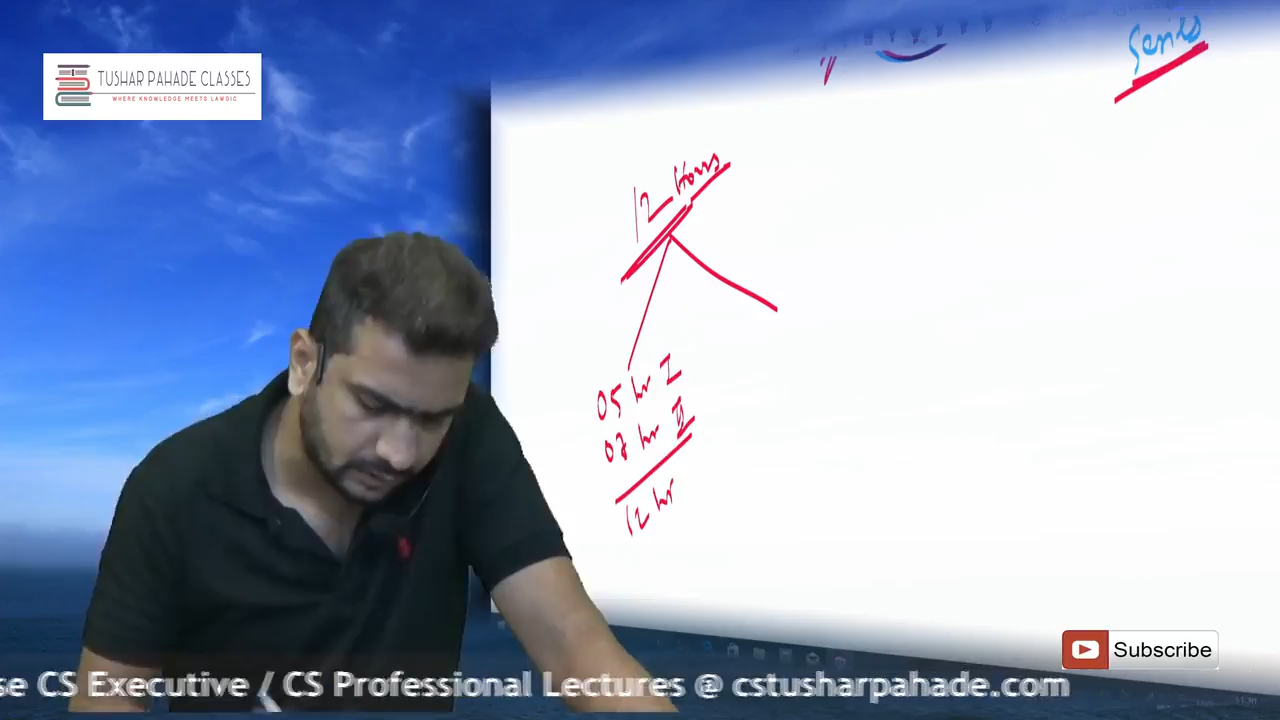 TUSHAR PAHADE CLASSES
WHERE KNOWLEDGE MEETS LAWGIC
Series
12 Hours
05 hr I
07 hr II
12 hr
Subscribe
se CS Executive / CS Professional Lectures @ cstusharpahade.com